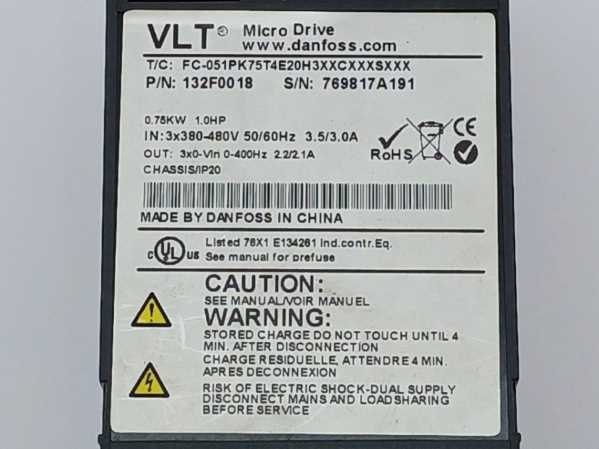 VLT® Micro Drive
www.danfoss.com
T/C: FC-051PK75T4E20H3XXCXXXSXXX
P/N: 132F0018 S/N: 769817A191
0.75KW 1.0HP
IN: 3x380-480V 50/60Hz 3.5/3.0A
OUT: 3x0-Vin 0-400Hz 2.2/2.1A
CHASSIS/IP20
RoHS
CE
MADE BY DANFOSS IN CHINA
c UL US Listed 76X1 E134261 Ind.contr.Eq.
See manual for prefuse
CAUTION:
SEE MANUAL/VOIR MANUEL
WARNING:
STORED CHARGE DO NOT TOUCH UNTIL 4
MIN. AFTER DISCONNECTION
CHARGE RESIDUELLE, ATTENDRE 4 MIN.
APRES DECONNEXION
RISK OF ELECTRIC SHOCK-DUAL SUPPLY
DISCONNECT MAINS AND LOADSHARING
BEFORE SERVICE